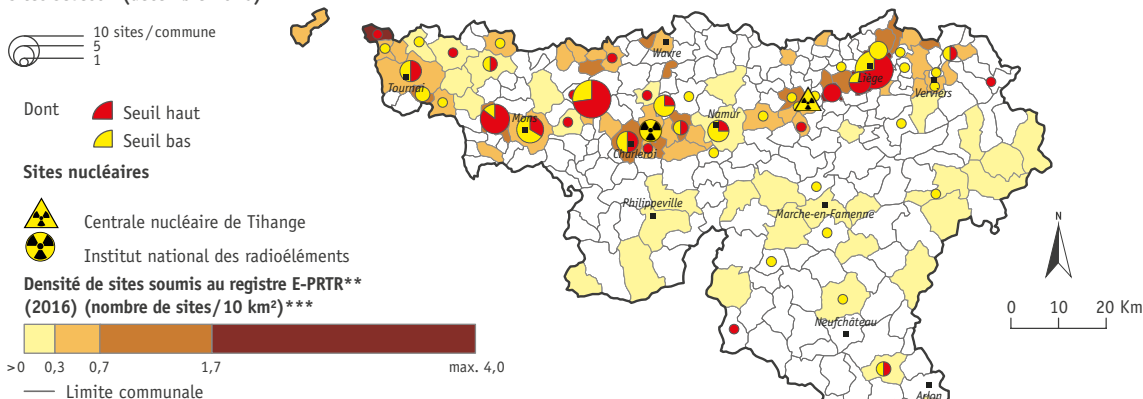 10 sites/commune
5
1
Dont
Seuil haut
Seuil bas
Sites nucléaires
Centrale nucléaire de Tihange
Institut national des radioéléments
Densité de sites soumis au registre E-PRTR**
(2016) (nombre de sites/10 km²)***
>0 0,3 0,7 1,7 max. 4,0
Limite communale
Tournai
Mons
Wavre
Charleroi
Namur
Liège
Verviers
Philippeville
Marche-en-Famenne
Neufchâteau
Arlon
N
0 10 20 Km